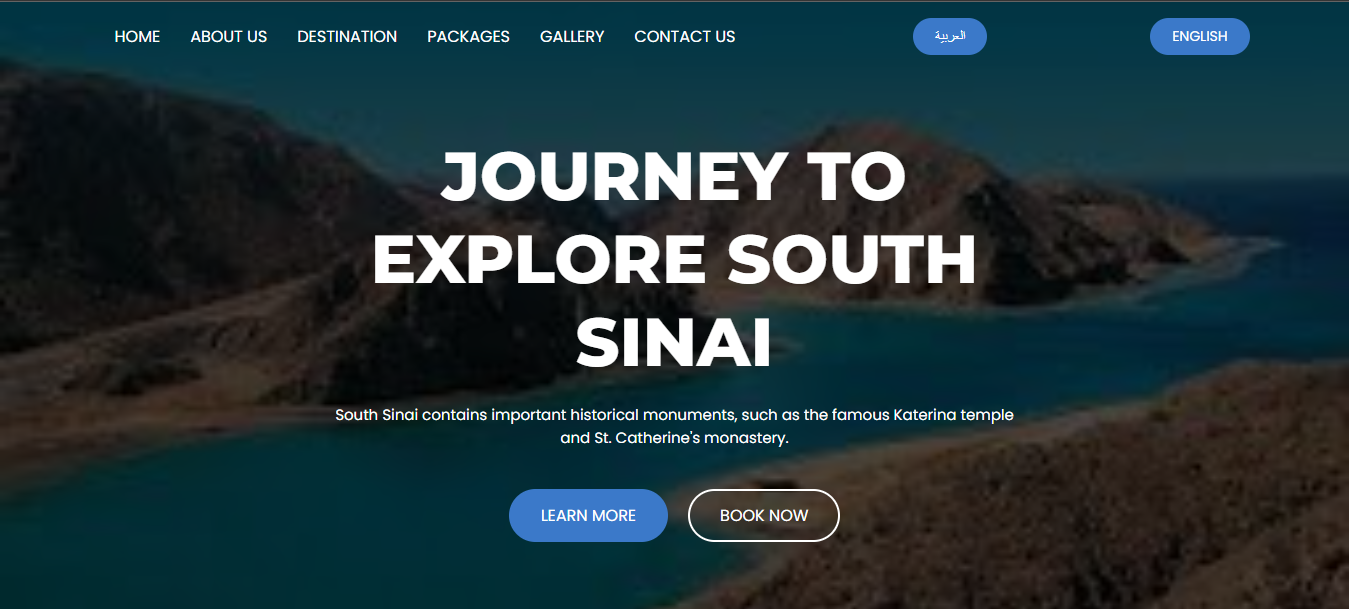 HOME ABOUT US DESTINATION PACKAGES GALLERY CONTACT US العربية ENGLISH
JOURNEY TO
EXPLORE SOUTH
SINAI
South Sinai contains important historical monuments, such as the famous Katerina temple
and St. Catherine's monastery.
LEARN MORE BOOK NOW